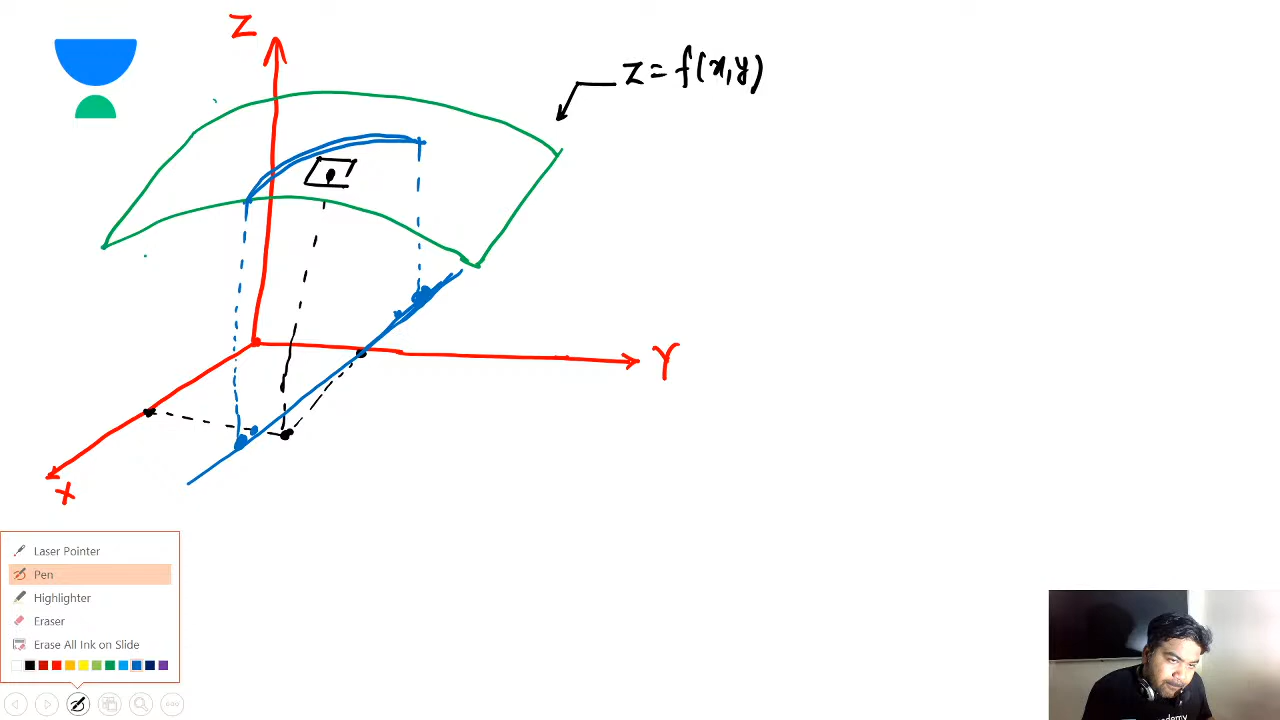 Z
z = f(x,y)
Y
X
Laser Pointer
Pen
Highlighter
Eraser
Erase All Ink on Slide